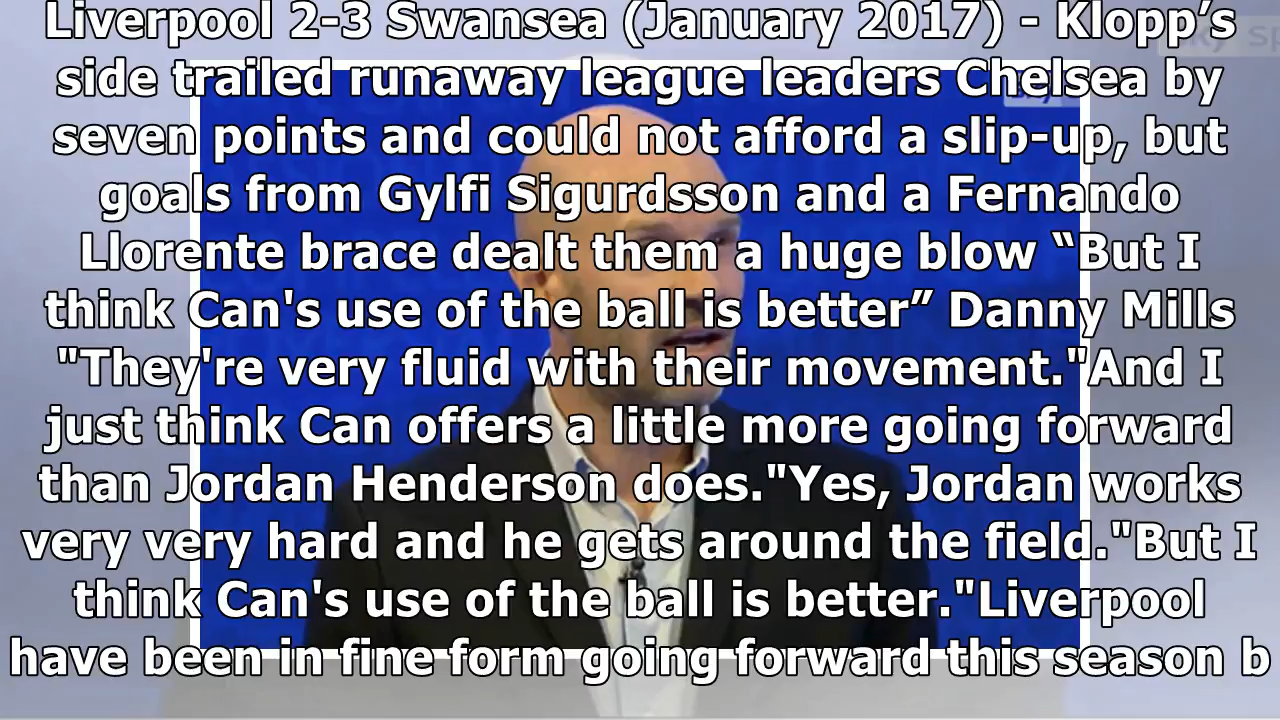 Liverpool 2-3 Swansea (January 2017) - Klopp’s
side trailed runaway league leaders Chelsea by
seven points and could not afford a slip-up, but
goals from Gylfi Sigurdsson and a Fernando
Llorente brace dealt them a huge blow “But I
think Can's use of the ball is better” Danny Mills
"They're very fluid with their movement."And I
just think Can offers a little more going forward
than Jordan Henderson does."Yes, Jordan works
very very hard and he gets around the field."But I
think Can's use of the ball is better."Liverpool
have been in fine form going forward this season b